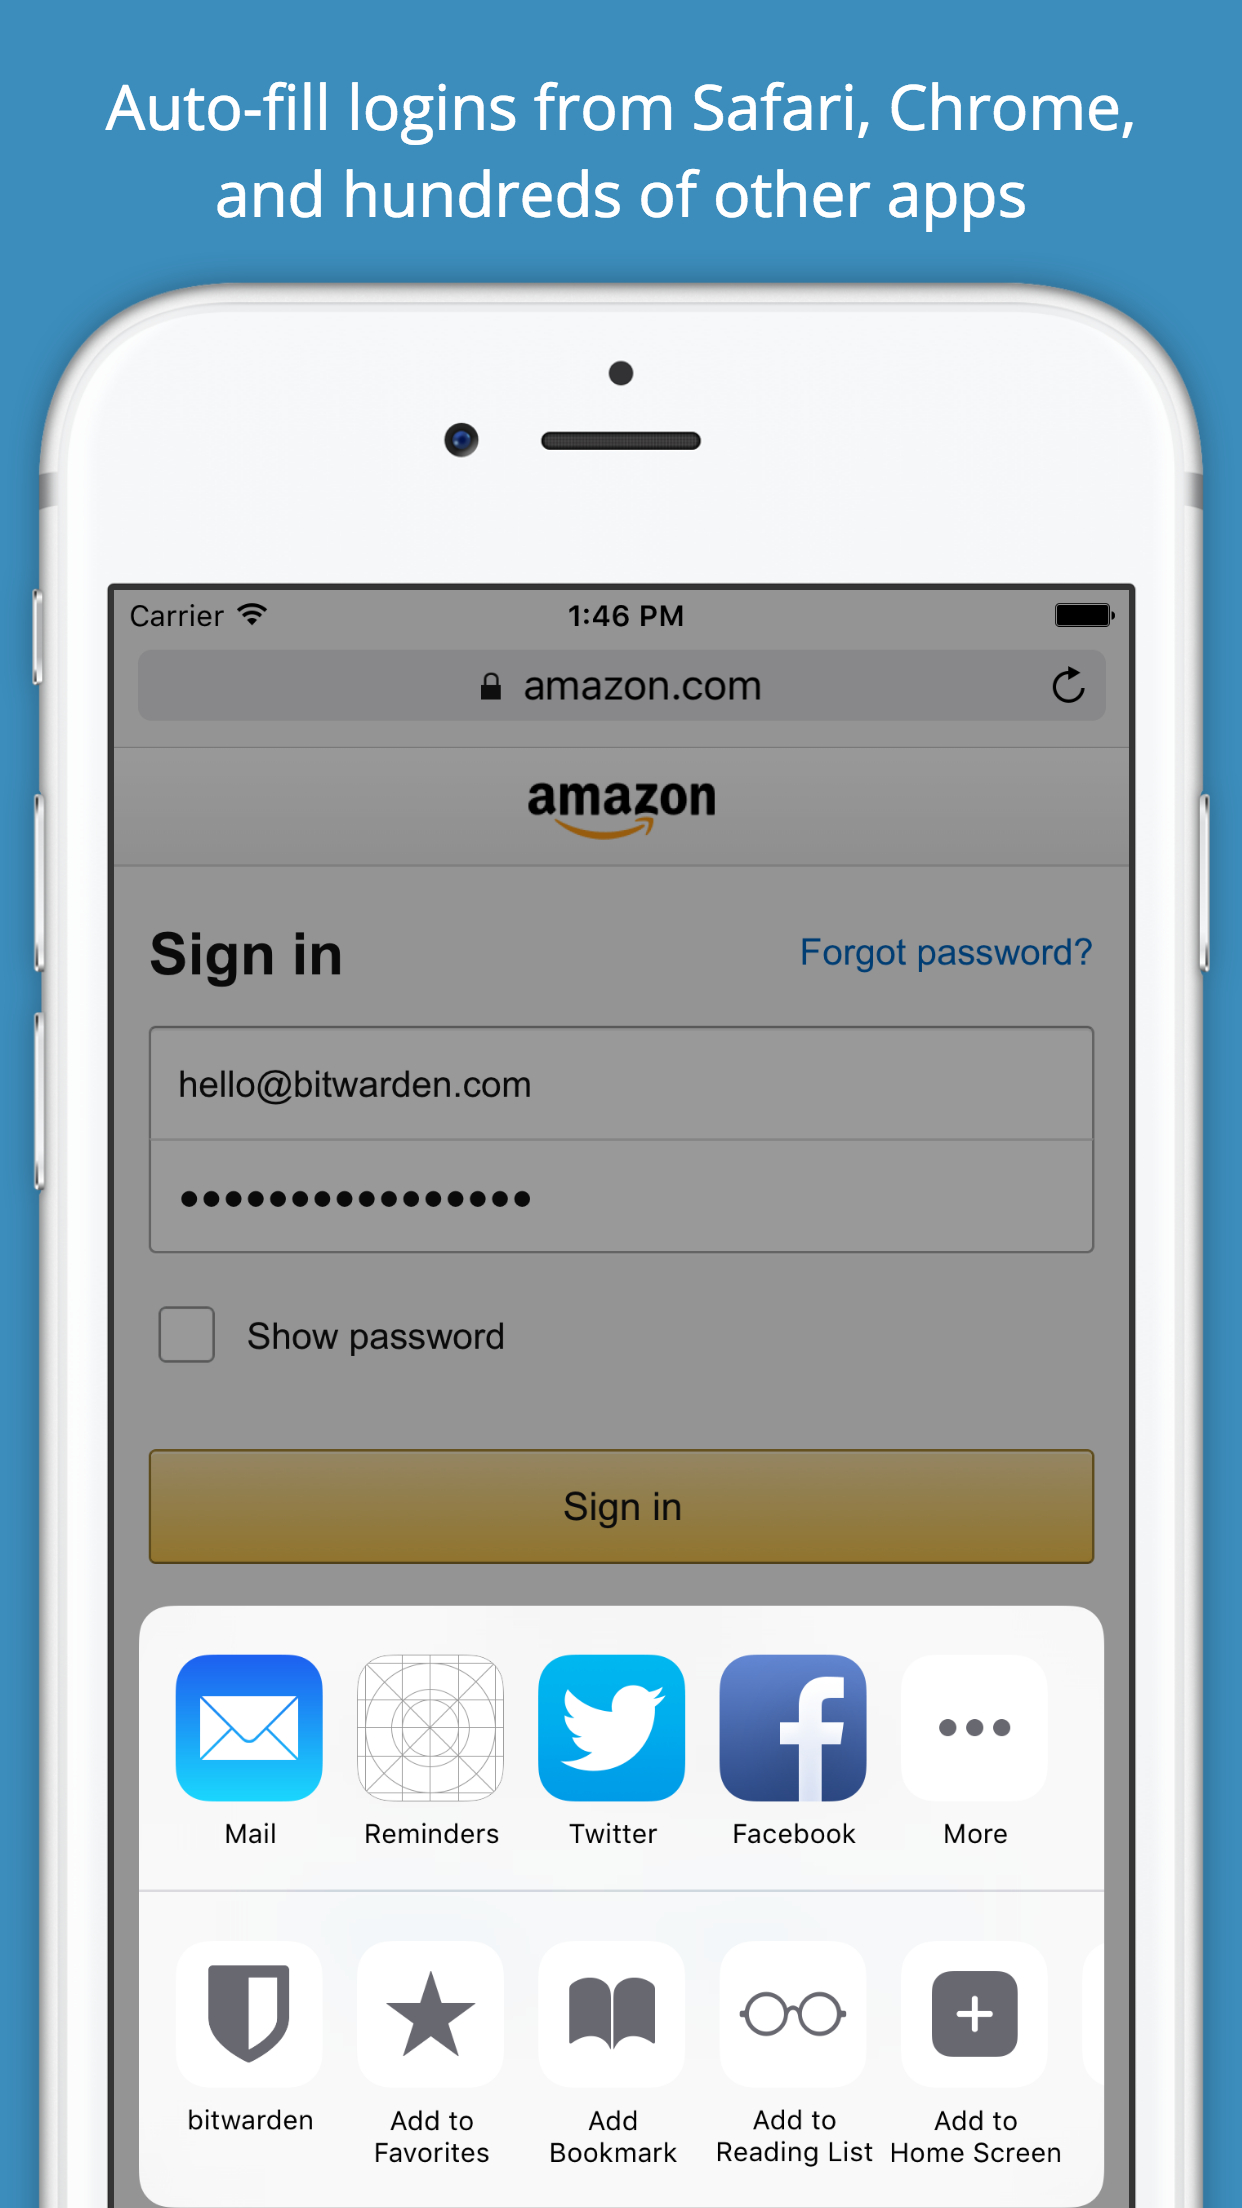 Auto-fill logins from Safari, Chrome,
and hundreds of other apps
Carrier 1:46 PM
amazon.com
amazon
Sign in Forgot password?
hello@bitwarden.com
••••••••••••••••
Show password
Sign in
Mail Reminders Twitter Facebook More
bitwarden Add to Add Add to Add to
Favorites Bookmark Reading List Home Screen